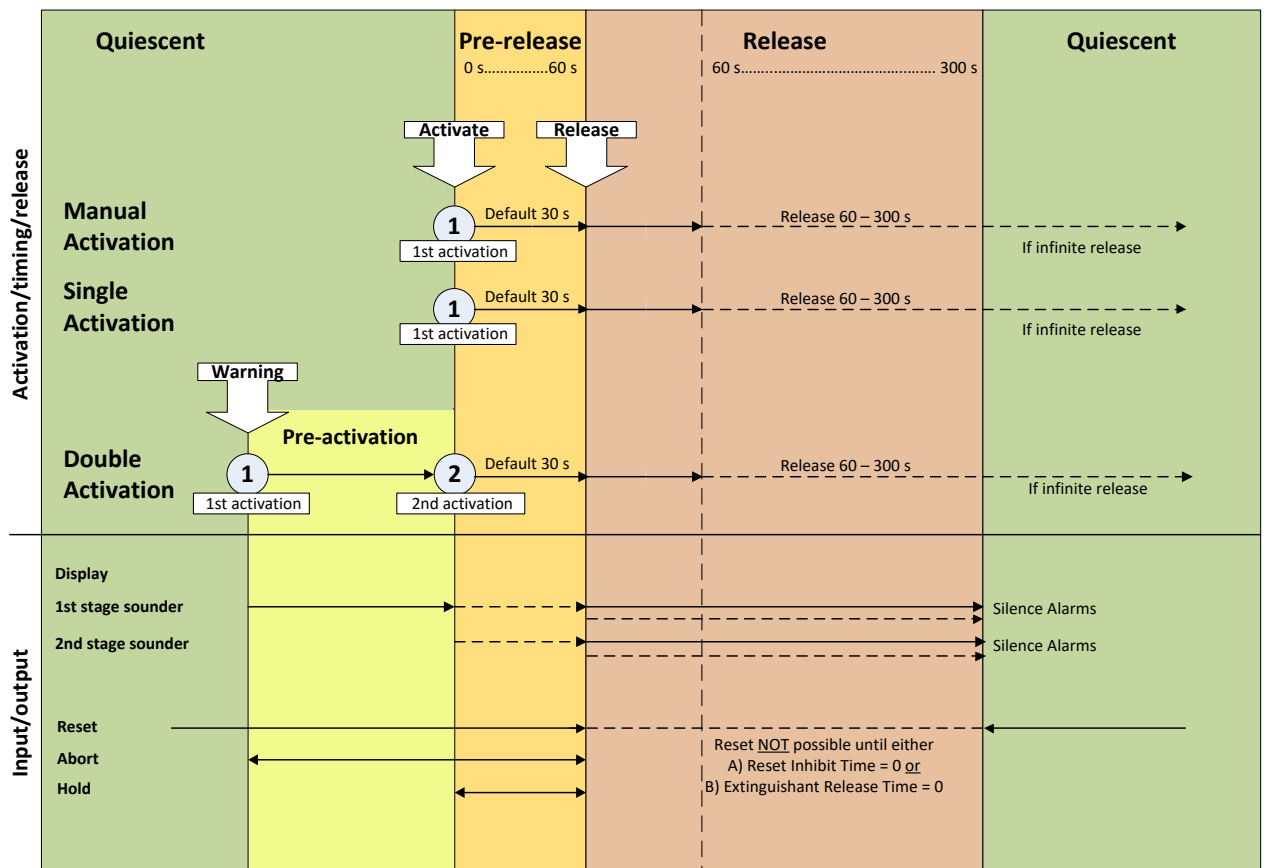 Quiescent
Pre-release
Release
Quiescent
0 s...............60 s
60 s............................................. 300 s
Activate
Release
Activation/timing/release
Manual
Activation
1
Default 30 s
Release 60 – 300 s
1st activation
If infinite release
Single
Activation
1
Default 30 s
Release 60 – 300 s
1st activation
If infinite release
Warning
Pre-activation
Double
Activation
1
2
Default 30 s
Release 60 – 300 s
1st activation
2nd activation
If infinite release
Input/output
Display
1st stage sounder
Silence Alarms
2nd stage sounder
Silence Alarms
Reset
Reset NOT possible until either
Abort
A) Reset Inhibit Time = 0 or
Hold
B) Extinguishant Release Time = 0